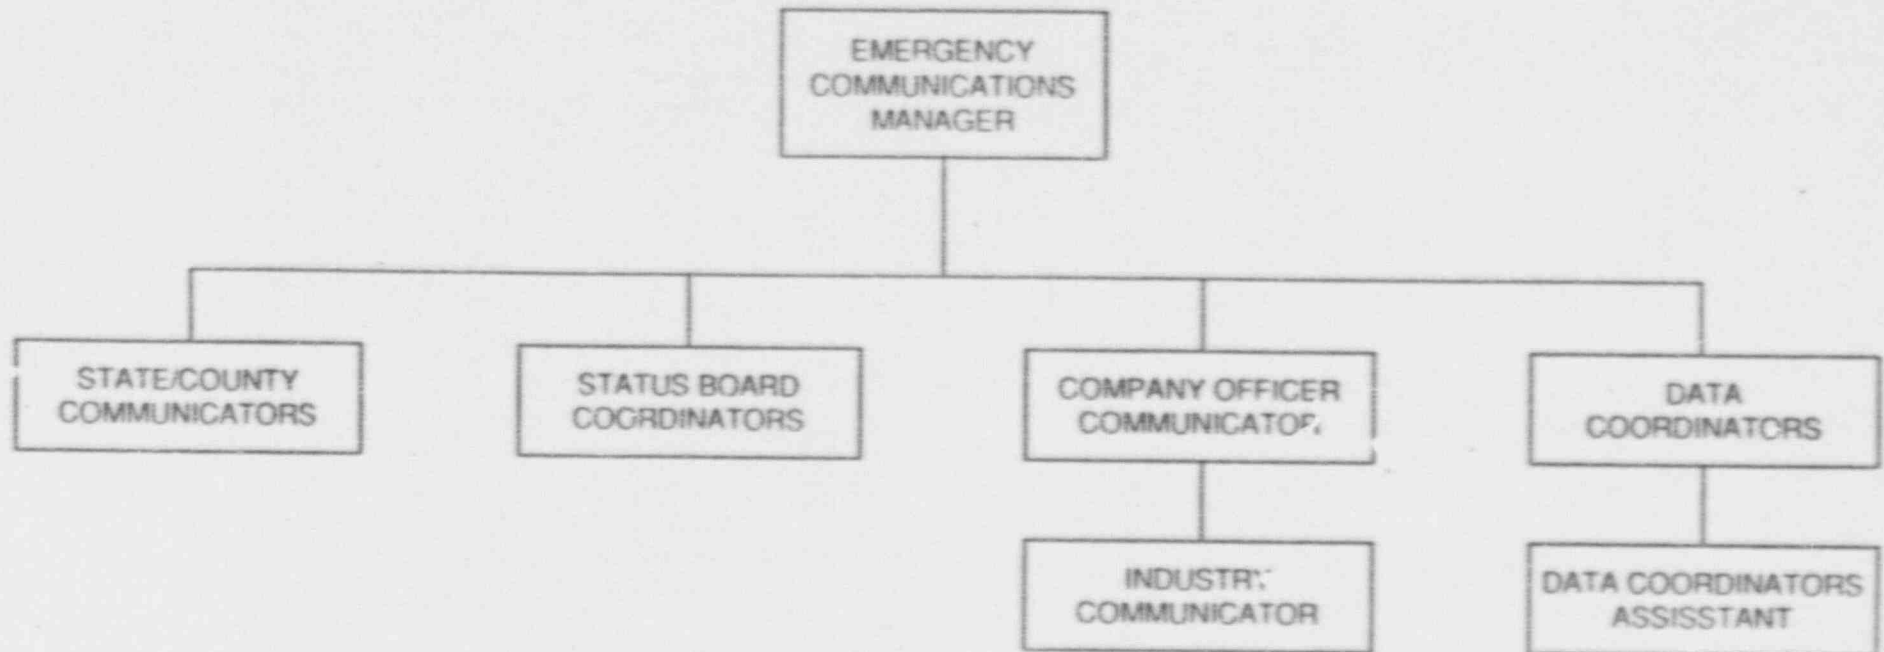 EMERGENCY
COMMUNICATIONS
MANAGER
STATE/COUNTY
COMMUNICATORS
STATUS BOARD
COORDINATORS
COMPANY OFFICER
COMMUNICATOR
DATA
COORDINATORS
INDUSTRY
COMMUNICATOR
DATA COORDINATORS
ASSISSTANT